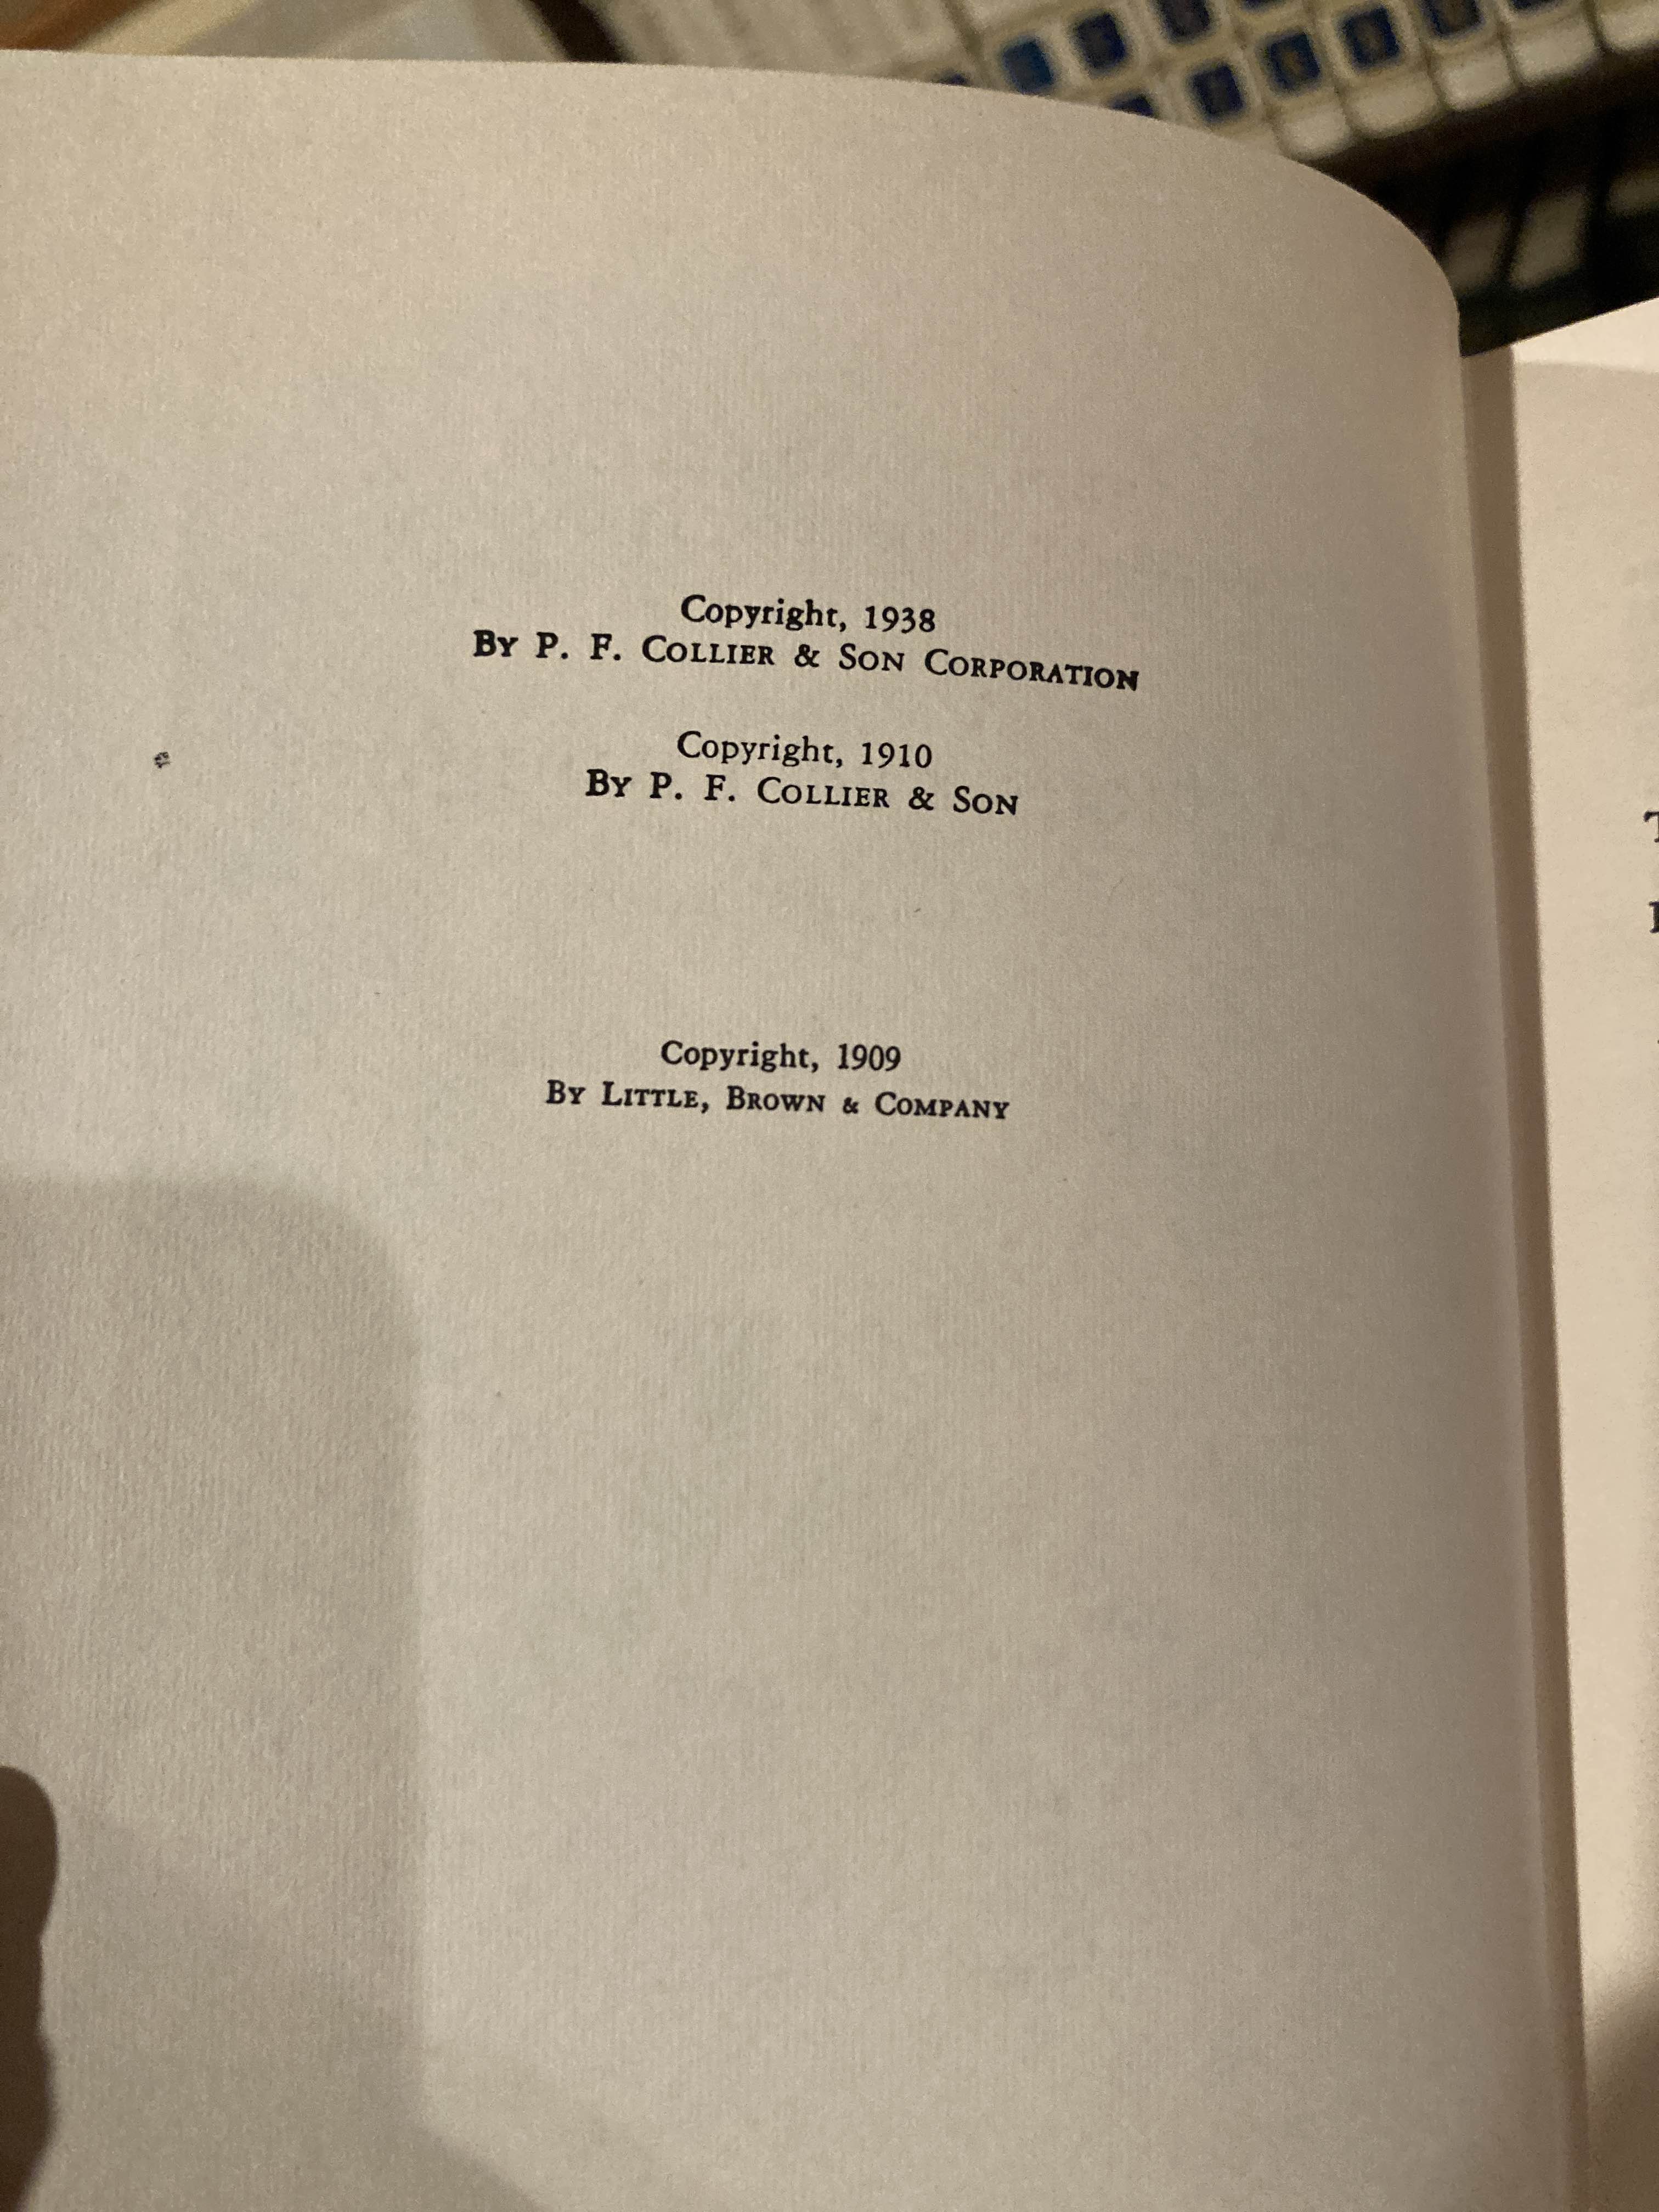 Copyright, 1938
By P. F. Collier & Son Corporation
Copyright, 1910
By P. F. Collier & Son
Copyright, 1909
By Little, Brown & Company